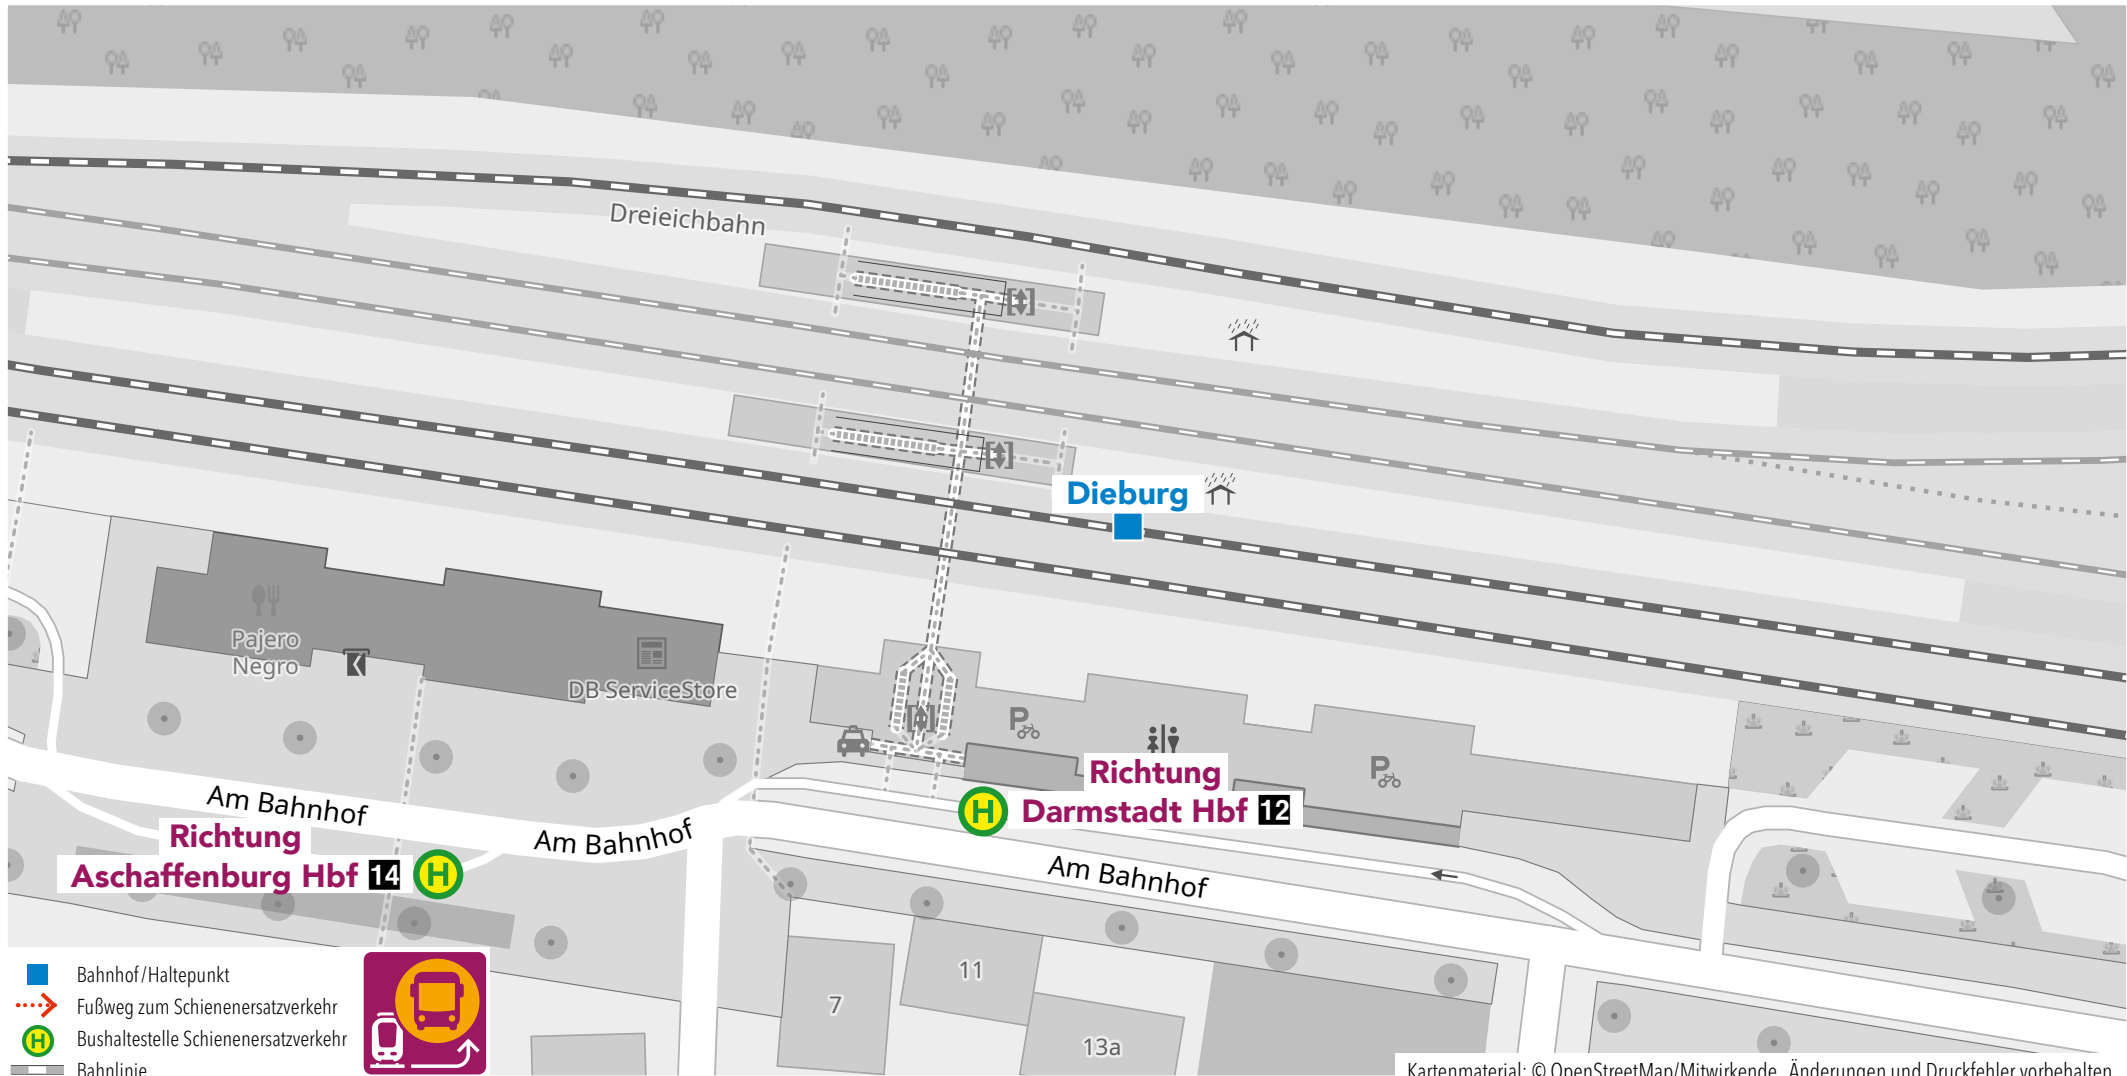 Dreieichbahn
Dieburg
Pajero
Negro
DB ServiceStore
P
P
Richtung
Darmstadt Hbf 12
H
Am Bahnhof
Am Bahnhof
Am Bahnhof
Richtung
Aschaffenburg Hbf 14
H
7
11
13a
Bahnhof/Haltepunkt
Fußweg zum Schienenersatzverkehr
H Bushaltestelle Schienenersatzverkehr
Bahnlinie
Kartenmaterial: © OpenStreetMap/Mitwirkende, Änderungen und Druckfehler vorbehalten